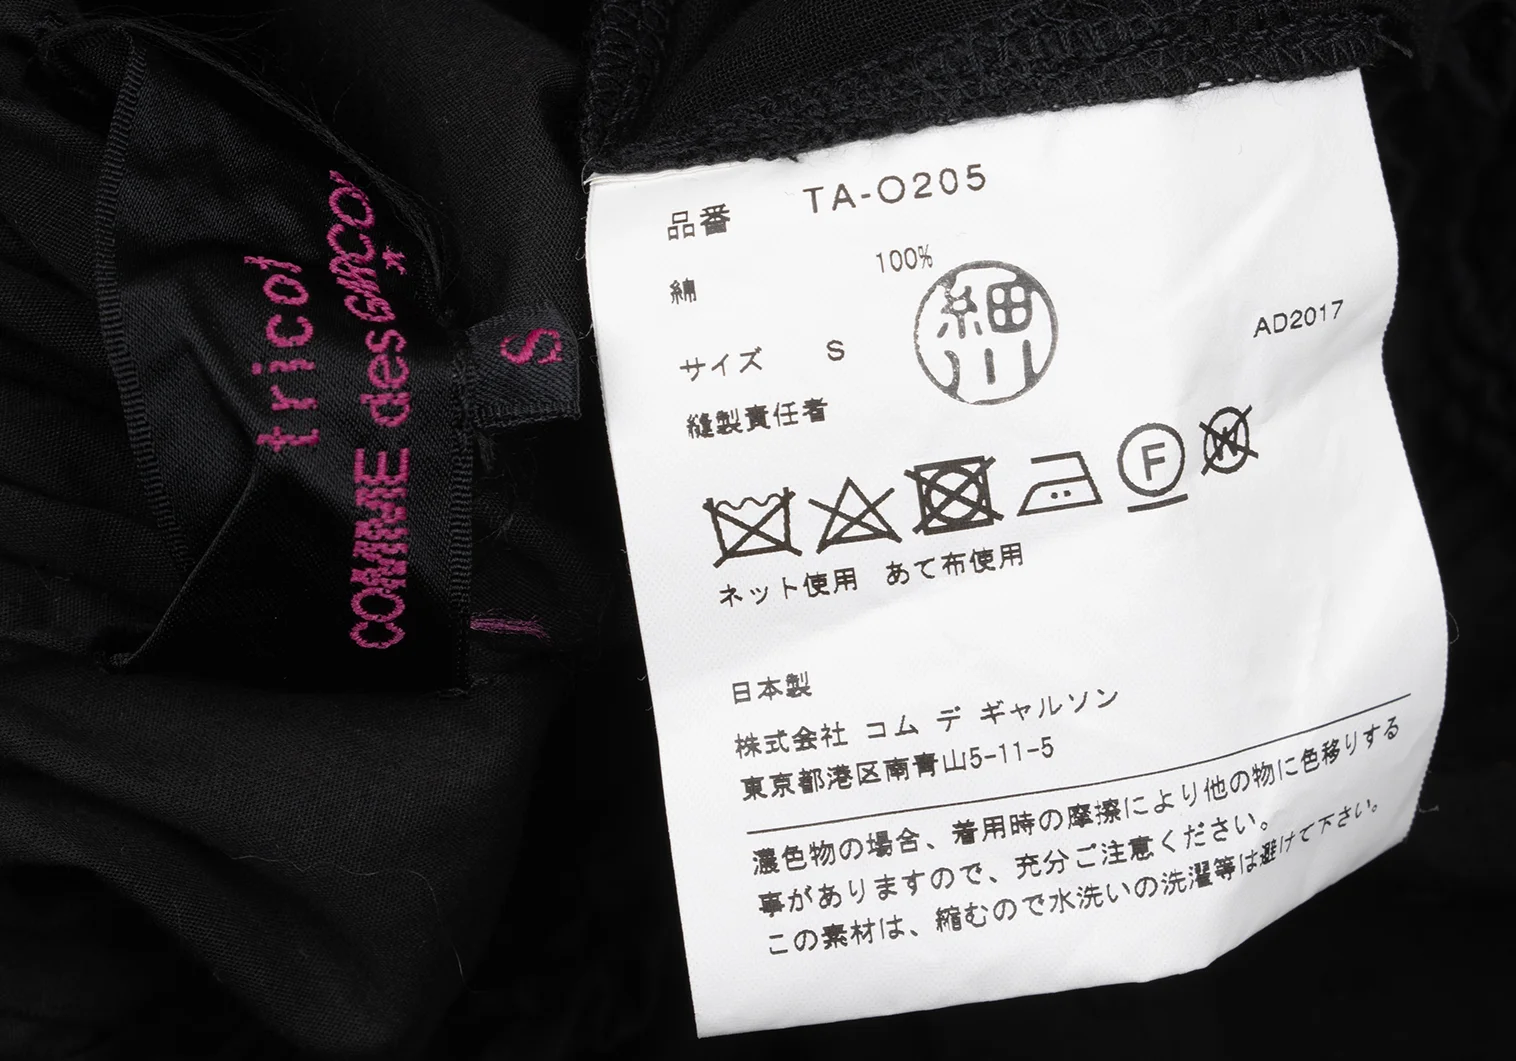 tricot
COMME des GARCO
S
品番 TA-O205
綿 100%
細川
サイズ S
AD2017
縫製責任者
F
W
ネット使用 あて布使用
日本製
株式会社 コム デ ギャルソン
東京都港区南青山5-11-5
濃色物の場合、着用時の摩擦により他の物に色移りする
事がありますので、充分ご注意ください。
この素材は、縮むので水洗いの洗濯等は避けて下さい。